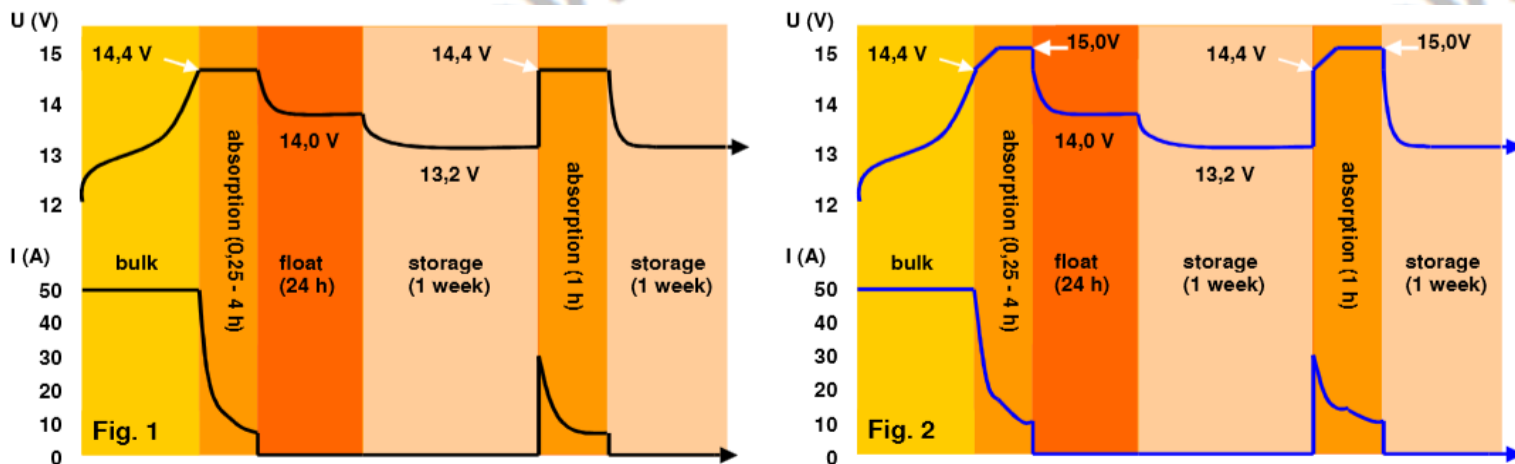 U (V)
15
14
13
12
I (A)
50
40
30
20
10
0
14,4 V
14,0 V
13,2 V
14,4 V
absorption (0,25 - 4 h)
absorption (1 h)
bulk
float
(24 h)
storage
(1 week)
storage
(1 week)
Fig. 1
U (V)
15
14
13
12
I (A)
50
40
30
20
10
0
14,4 V
15,0V
14,0 V
13,2 V
14,4 V
15,0V
absorption (0,25 - 4 h)
absorption (1 h)
bulk
float
(24 h)
storage
(1 week)
storage
(1 week)
Fig. 2